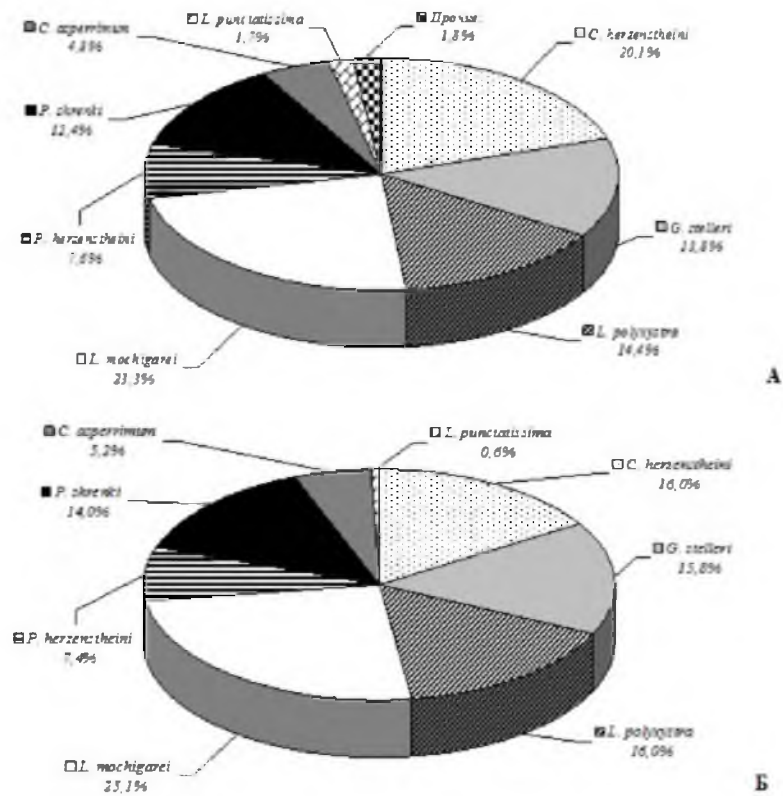 L. punctatissima
1,7%
Прочие
1,8%
C. asperrimum
4,8%
C. herzensteini
20,1%
P. shrenki
12,4%
P. herzensteini
7,6%
G. stelleri
13,8%
L. polyxystra
14,4%
L. mochigarei
23,3%
А
C. asperrimum
5,2%
L. punctatissima
0,6%
C. herzensteini
16,0%
P. shrenki
14,0%
G. stelleri
15,8%
P. herzensteini
7,4%
L. polyxystra
16,0%
L. mochigarei
25,1%
Б